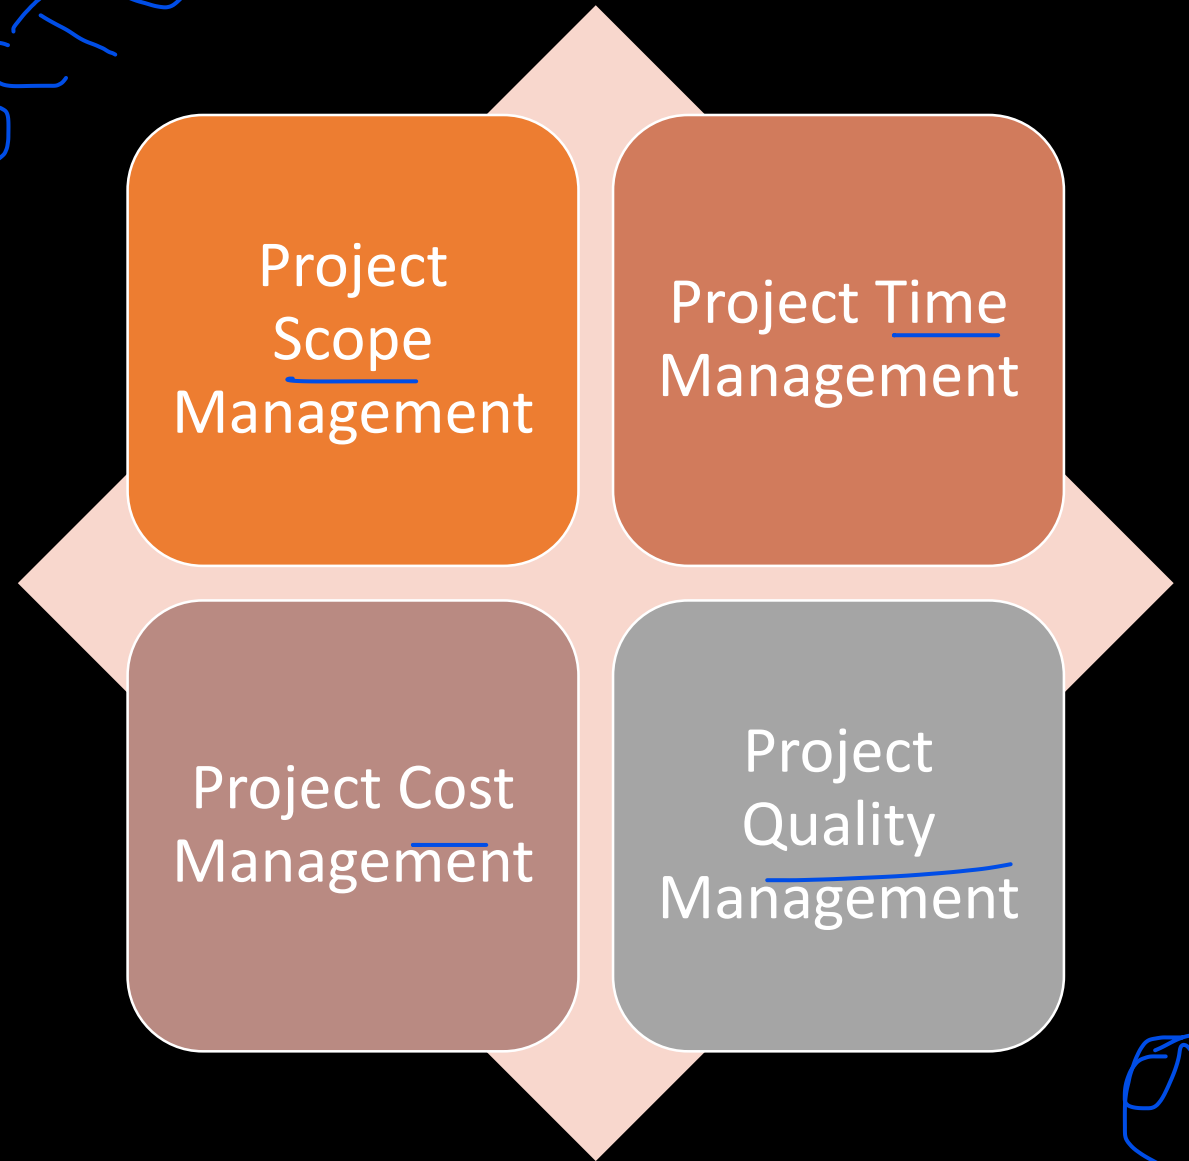 Project
Scope
Management
Project Time
Management
Project Cost
Management
Project
Quality
Management